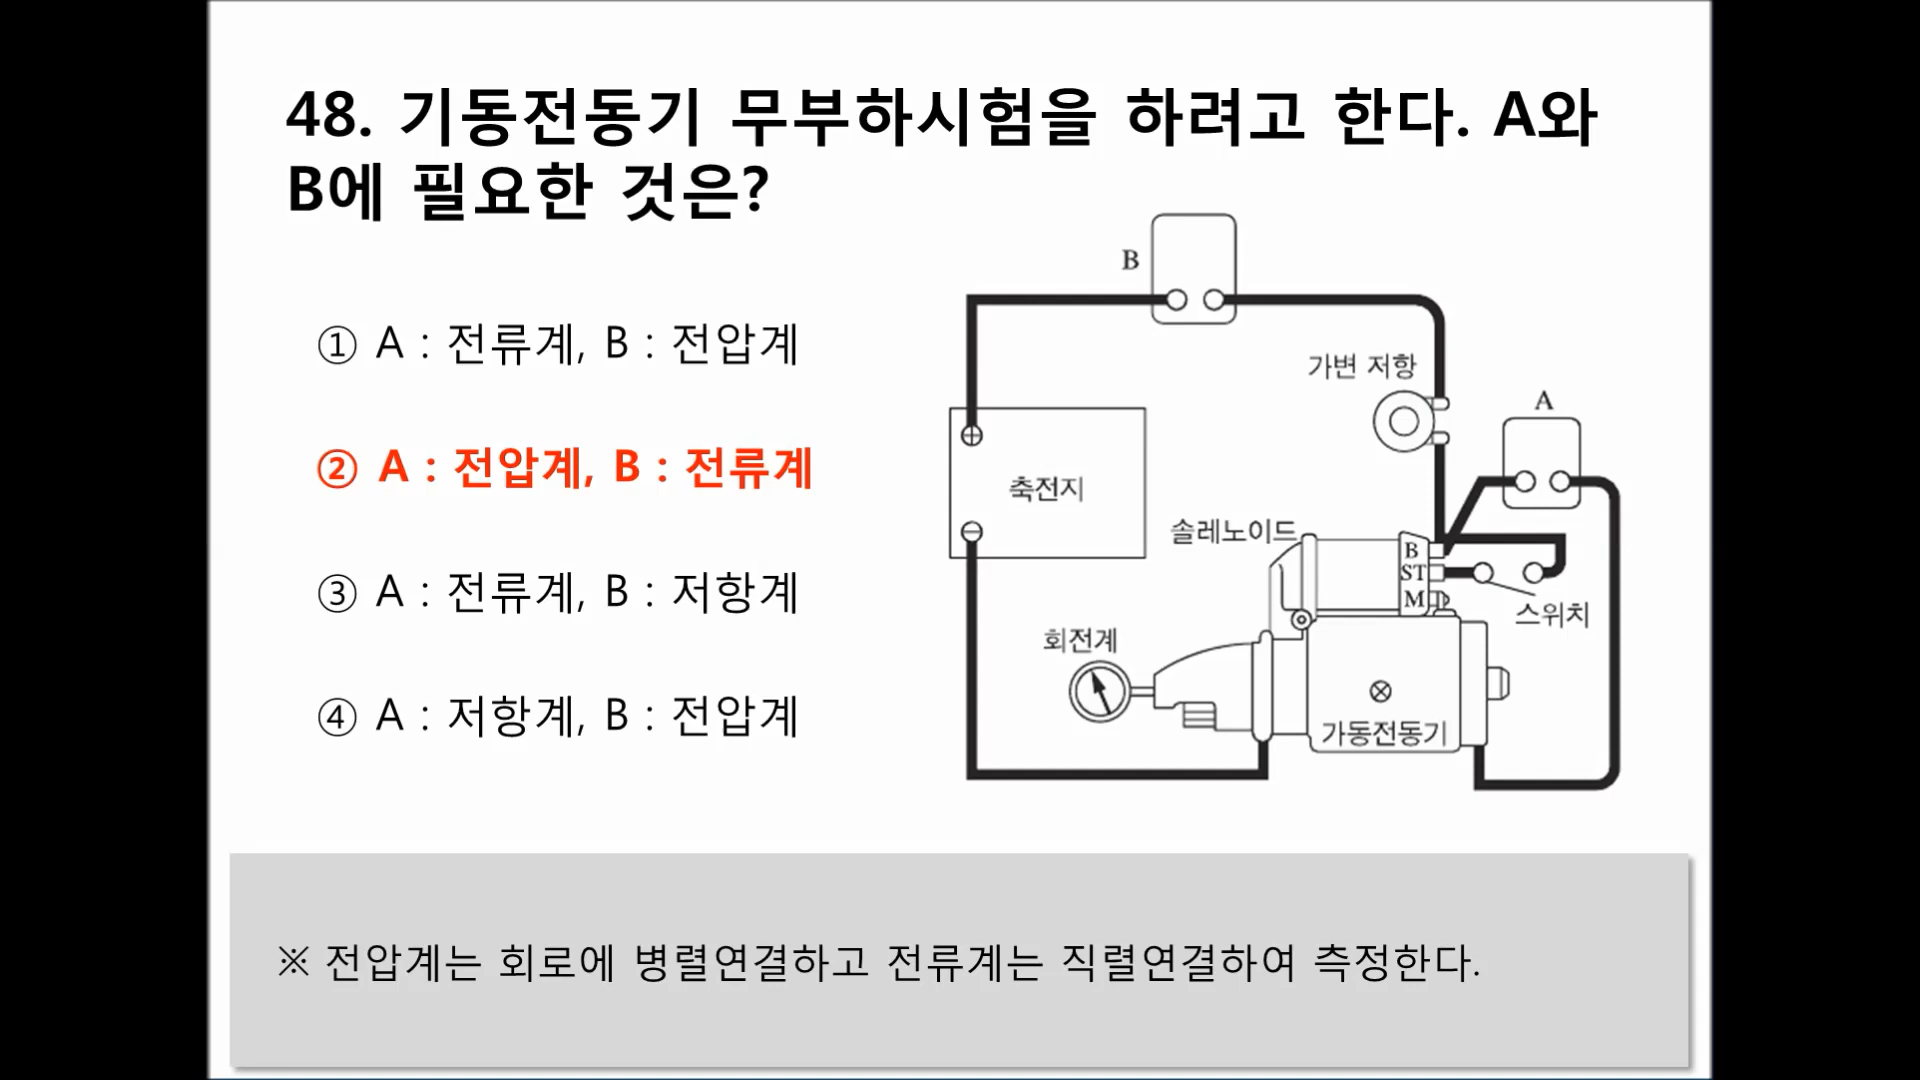 48. 기동전동기 무부하시험을 하려고 한다. A와
B에 필요한 것은?
① A : 전류계, B : 전압계
② A : 전압계, B : 전류계
③ A : 전류계, B : 저항계
④ A : 저항계, B : 전압계
B
가변 저항
A
축전지
솔레노이드
B
ST
M
스위치
회전계
가동전동기
※ 전압계는 회로에 병렬연결하고 전류계는 직렬연결하여 측정한다.